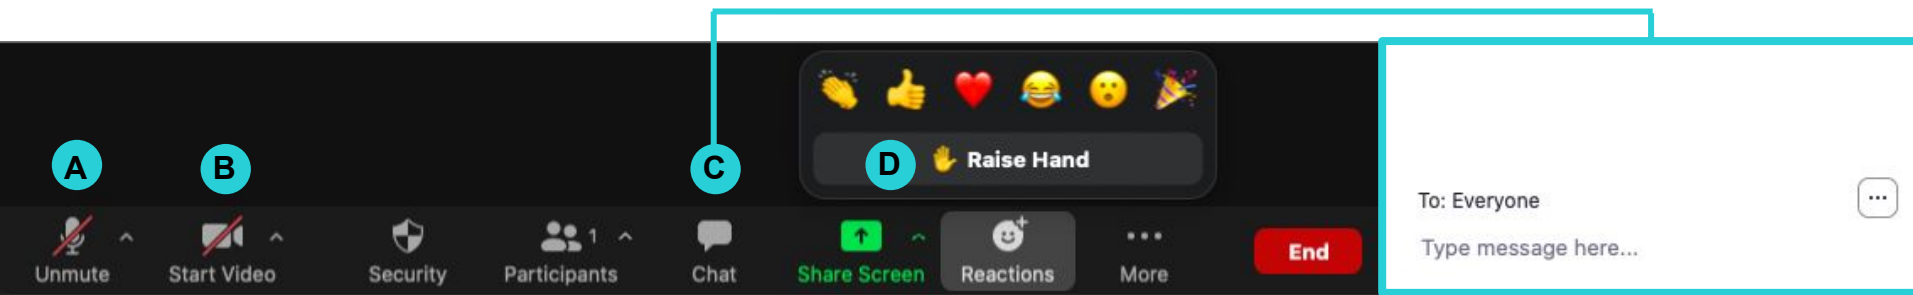 A
B
C
D
Raise Hand
To: Everyone
...
Type message here...
1
Unmute
Start Video
Security
Participants
Chat
Share Screen
Reactions
More
End